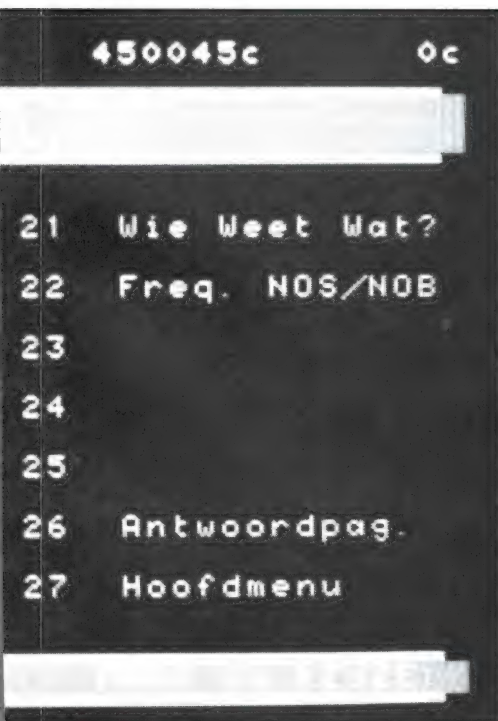 450045c 0c
21 Wie Weet Wat?
22 Freq. NOS/NOB
23
24
25
26 Antwoordpag.
27 Hoofdmenu